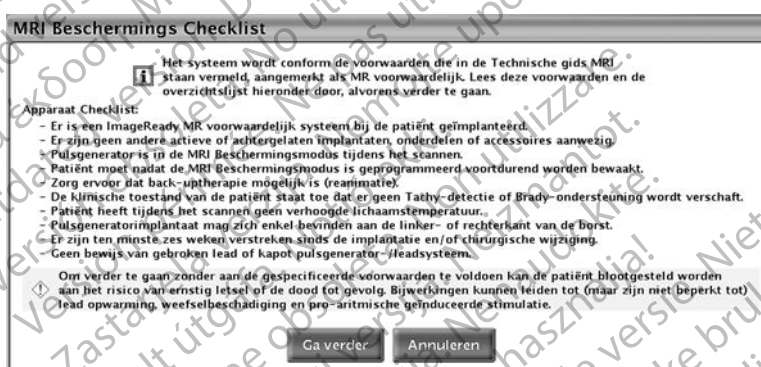 MRI Beschermings Checklist
Het systeem wordt conform de voorwaarden die in de Technische gids MRI
staan vermeld, aangemerkt als MR voorwaardelijk. Lees deze voorwaarden en de
overzichtslijst hieronder door, alvorens verder te gaan.
Apparaat Checklist:
- Er is een ImageReady MR voorwaardelijk systeem bij de patiënt geïmplanteerd.
- Er zijn geen andere actieve of achtergelaten implantaten, onderdelen of accessoires aanwezig.
- Pulsgenerator is in de MRI Beschermingsmodus tijdens het scannen.
- Patiënt moet nadat de MRI Beschermingsmodus is geprogrammeerd voortdurend worden bewaakt.
- Zorg ervoor dat back-uptherapie mogelijk is (reanimatie).
- De klinische toestand van de patiënt staat toe dat er geen Tachy-detectie of Brady-ondersteuning wordt verschaft.
- Patiënt heeft tijdens het scannen geen verhoogde lichaamstemperatuur.
- Pulsgeneratorimplantaat mag zich enkel bevinden aan de linker- of rechterkant van de borst.
- Er zijn ten minste zes weken verstreken sinds de implantatie en/of chirurgische wijziging.
- Geen bewijs van gebroken lead of kapot pulsgenerator-/leadsysteem.
Om verder te gaan zonder aan de gespecificeerde voorwaarden te voldoen kan de patiënt blootgesteld worden
aan het risico van ernstig letsel of de dood tot gevolg. Bijwerkingen kunnen leiden tot (maar zijn niet beperkt tot)
lead opwarming, weefselbeschadiging en pro-aritmische geïnduceerde stimulatie.
Ga verder Annuleren